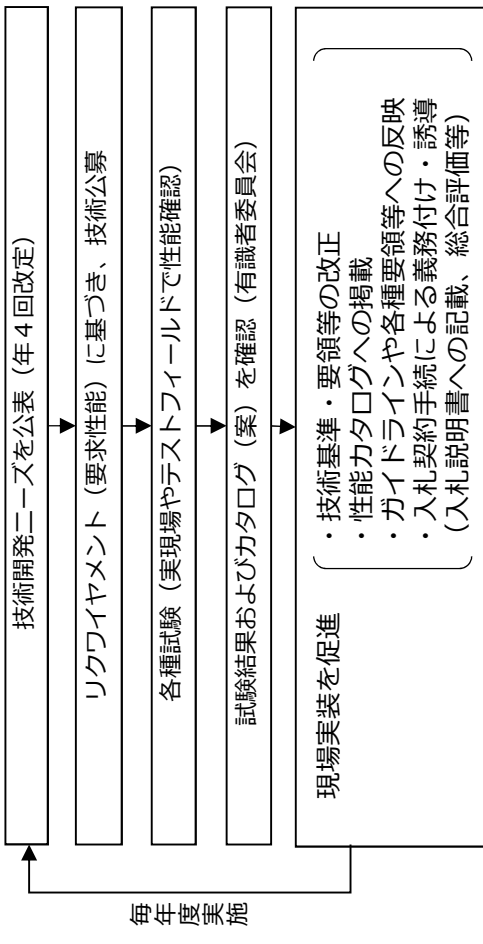 技術開発ニーズを公表（年４回改定）
リクワイヤメント（要求性能）に基づき、技術公募
各種試験（実現場やテストフィールドで性能確認）
試験結果およびカタログ（案）を確認（有識者委員会）
現場実装を促進
・技術基準・要領等の改正
・性能カタログへの掲載
・ガイドラインや各種要領等への反映
・入札契約手続による義務付け・誘導
（入札説明書への記載、総合評価等）
毎年度実施